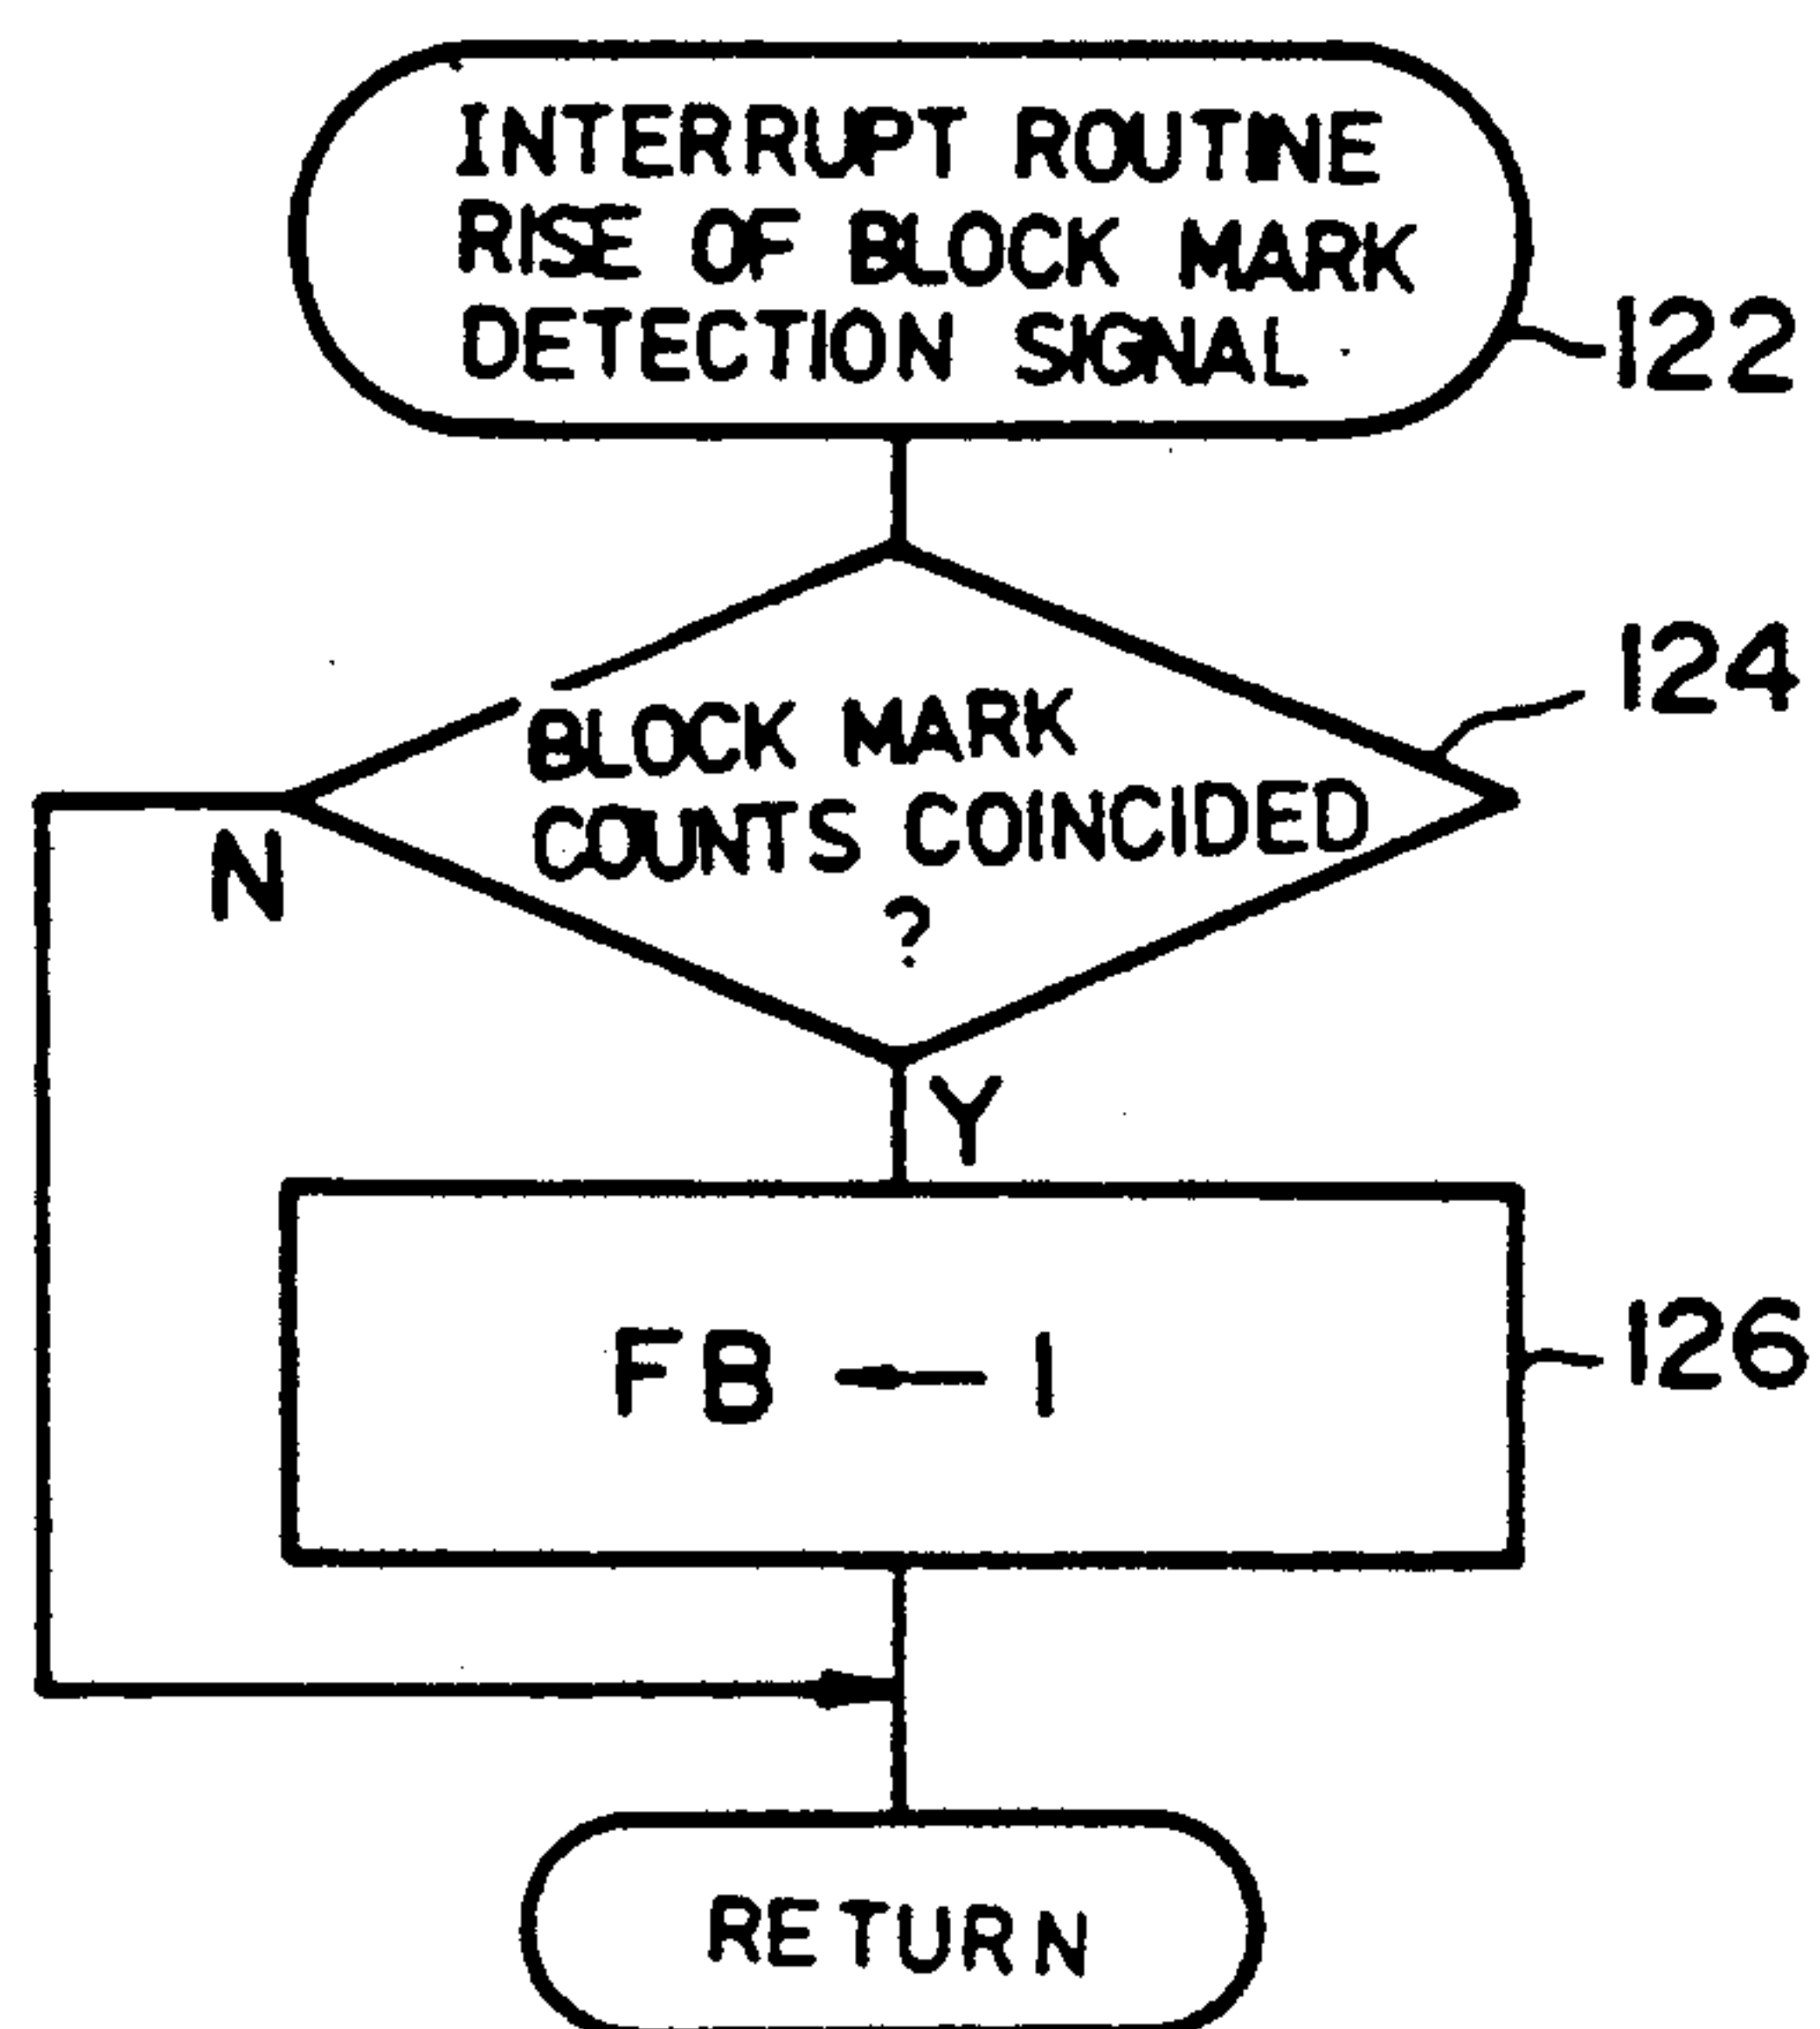 INTERRUPT ROUTINE
RISE OF BLOCK MARK
DETECTION SIGNAL
122
BLOCK MARK
COUNTS COINCIDED
?
124
N
Y
FB ← 1
126
RETURN